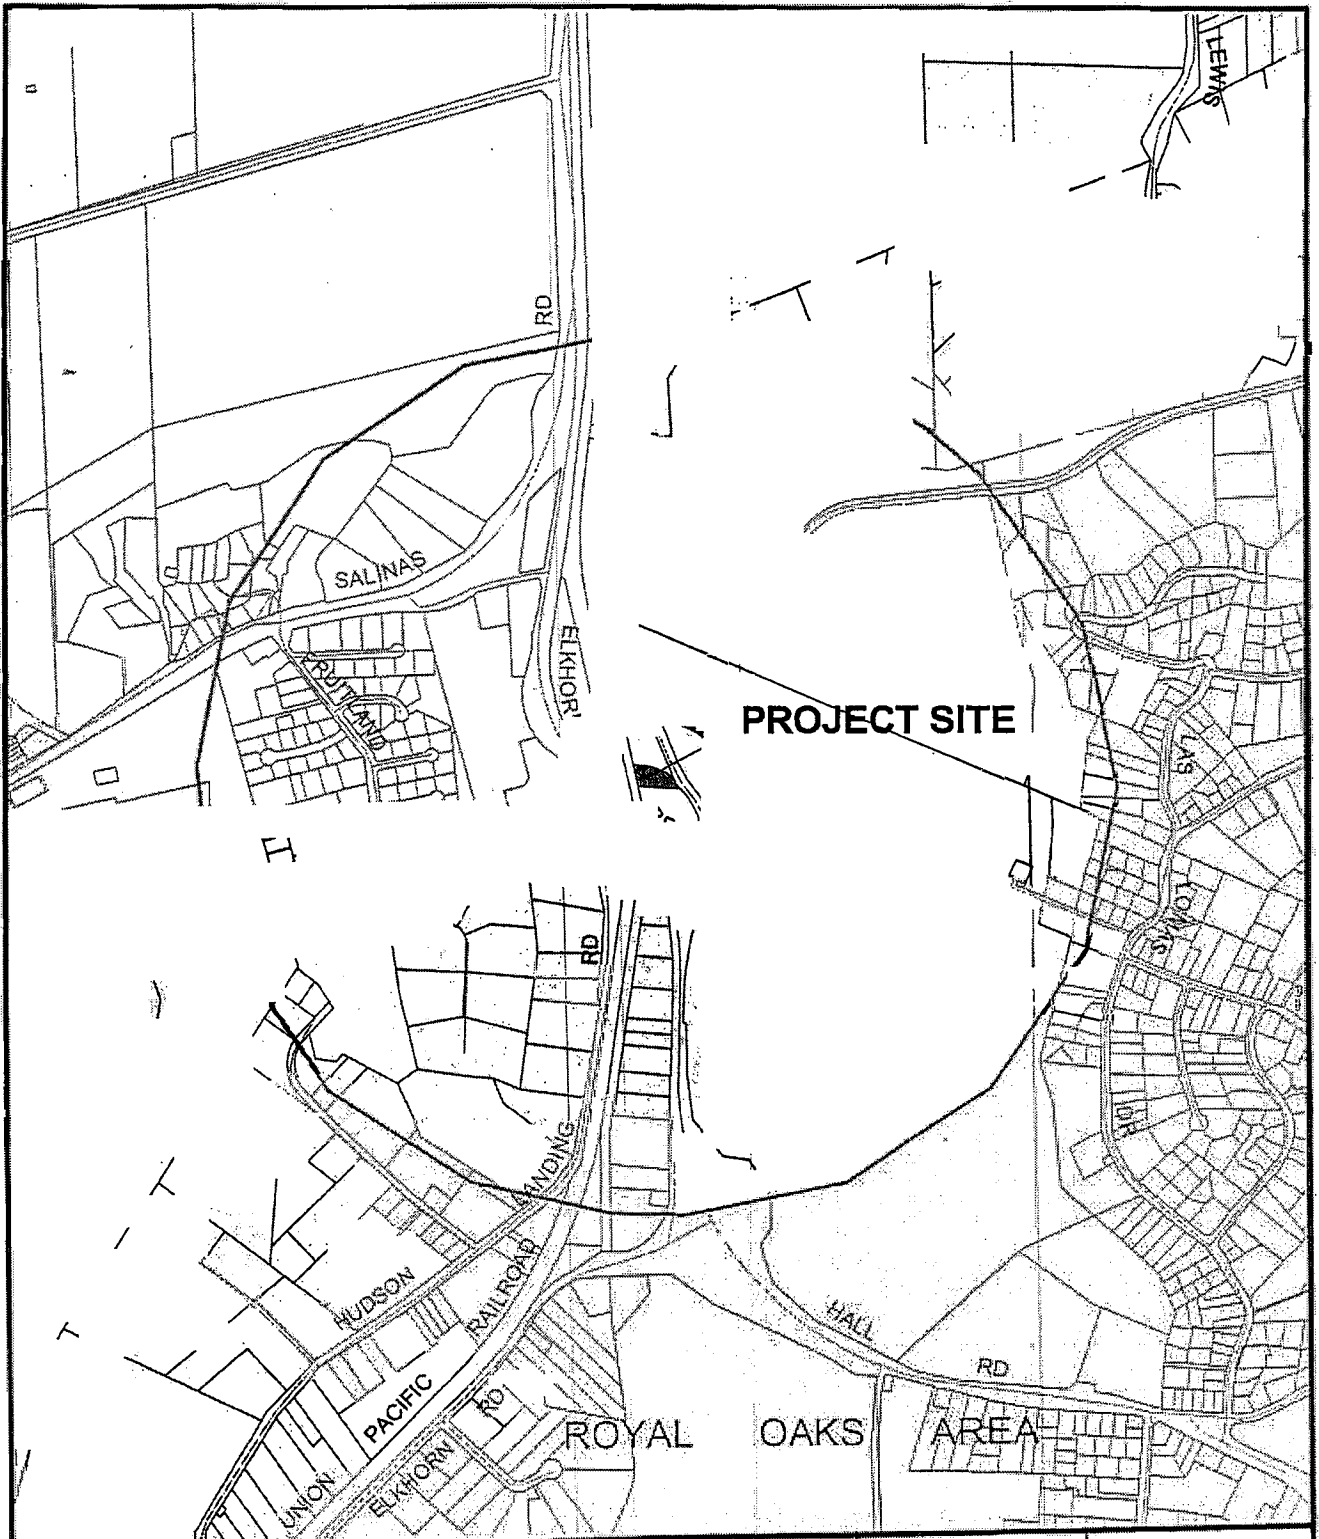 LEWIS
RD
SALINAS
ELKHOR'
FRUITLAND
PROJECT SITE
LAS
LOMAS
RD
DR
LANDING
HUDSON
RAILROAD
HALL
RD
PACIFIC
RD
ROYAL OAKS AREA
ELKHORN
UNION